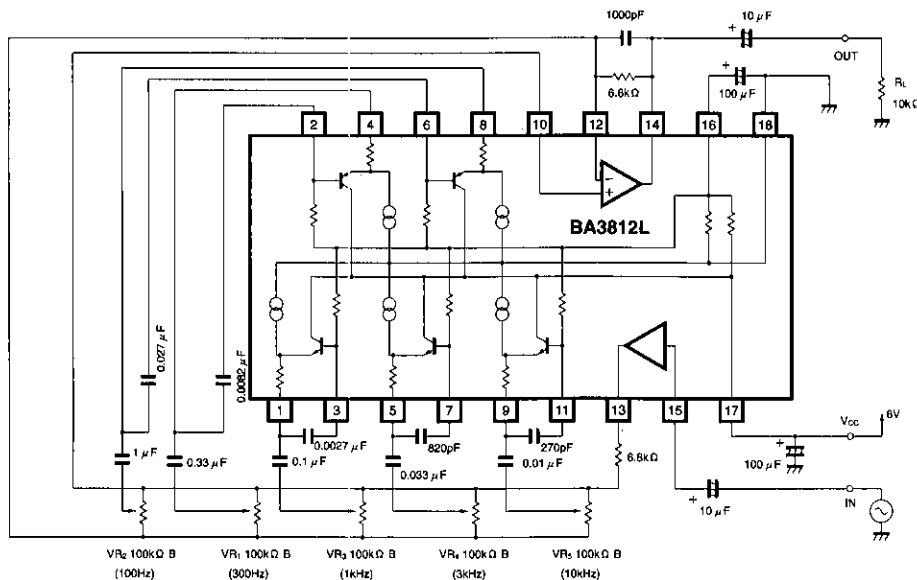 1000pF
10 μF
+
OUT
6.8kΩ
+
100 μF
RL
10kΩ
2 4 6 8 10 12 14 16 18
BA3812L
−
+
0.027 μF
0.0082 μF
1 3 5 7 9 11 13 15 17
0.0027 μF
820pF
270pF
1 μF
0.33 μF
0.1 μF
0.033 μF
0.01 μF
6.8kΩ
VCC
6V
+
100 μF
+
10 μF
IN
VR2 100kΩ B
(100Hz)
VR1 100kΩ B
(300Hz)
VR3 100kΩ B
(1kHz)
VR4 100kΩ B
(3kHz)
VR5 100kΩ B
(10kHz)